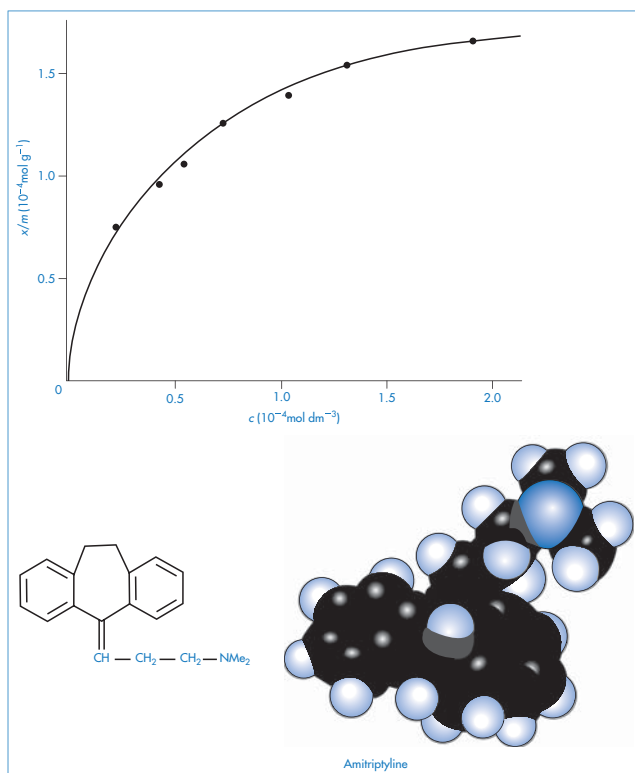 1.5
1.0
0.5
0
x/m (10⁻⁴mol g⁻¹)
0.5
1.0
1.5
2.0
c (10⁻⁴mol dm⁻³)
CH — CH₂ — CH₂ — NMe₂
Amitriptyline